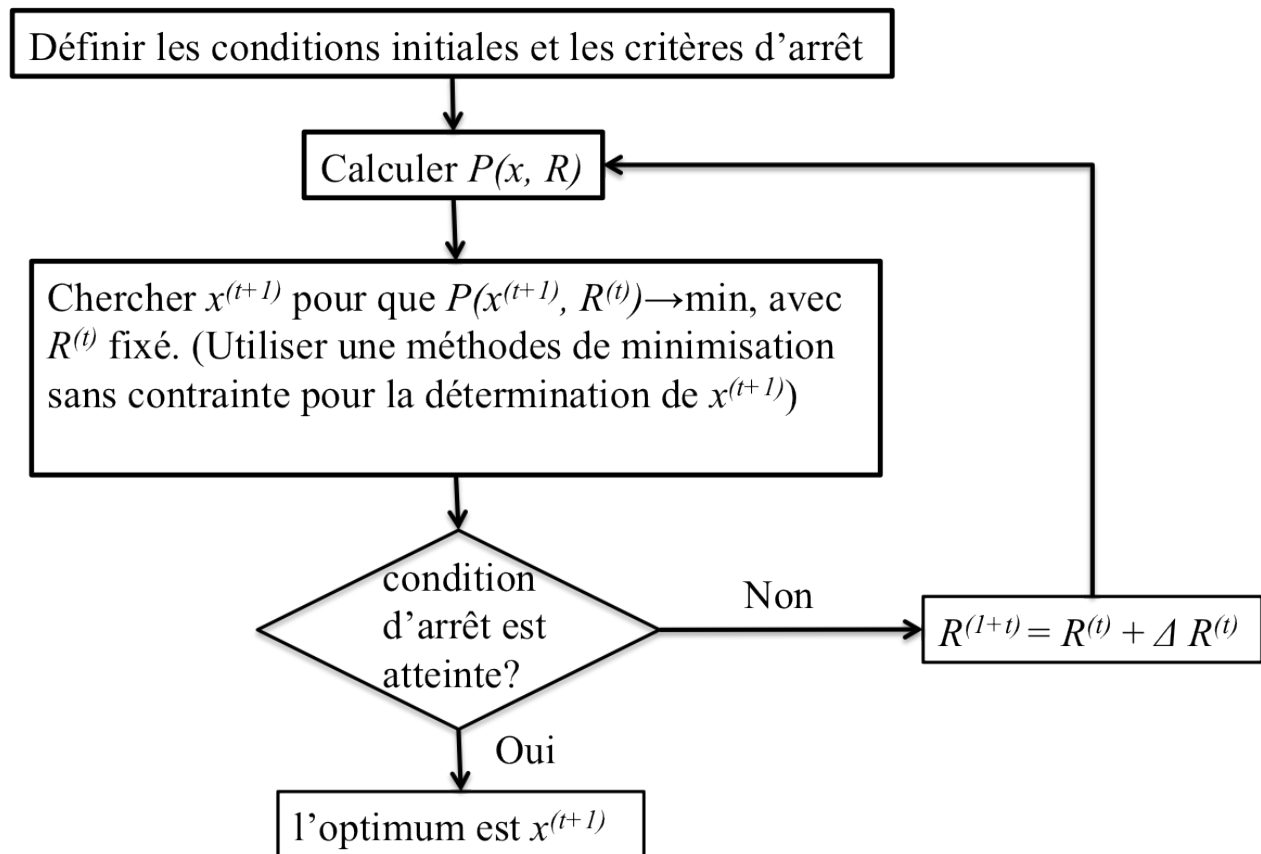 Définir les conditions initiales et les critères d'arrêt
Calculer P(x, R)
Chercher x^(t+1) pour que P(x^(t+1), R^(t))→min, avec
R^(t) fixé. (Utiliser une méthodes de minimisation
sans contrainte pour la détermination de x^(t+1))
condition
d'arrêt est
atteinte?
Non
R^(1+t) = R^(t) + Δ R^(t)
Oui
l'optimum est x^(t+1)